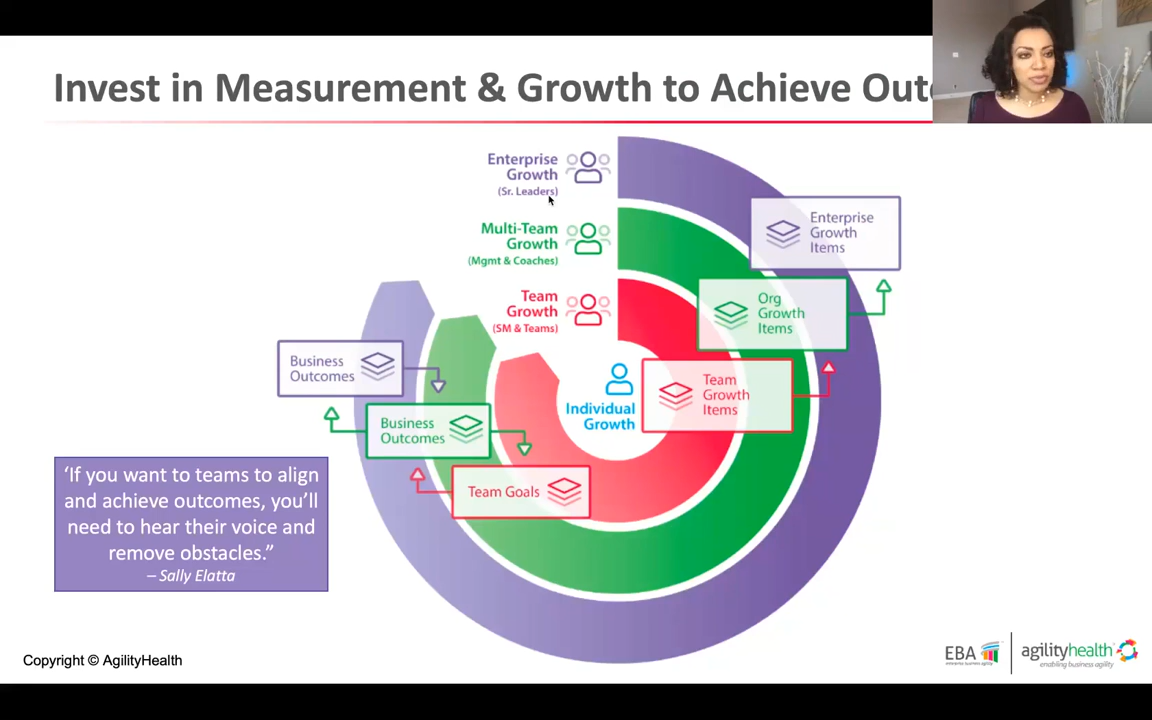 Invest in Measurement & Growth to Achieve
Enterprise
Growth
(Sr. Leaders)
Multi-Team
Growth
(Mgmt & Coaches)
Team
Growth
(SM & Teams)
Individual
Growth
Enterprise
Growth
Items
Org
Growth
Items
Team
Growth
Items
Business
Outcomes
Business
Outcomes
Team Goals
‘If you want to teams to align
and achieve outcomes, you’ll
need to hear their voice and
remove obstacles.”
– Sally Elatta
Copyright © AgilityHealth
EBA
enterprise business agility
agilityhealth
enabling business agility